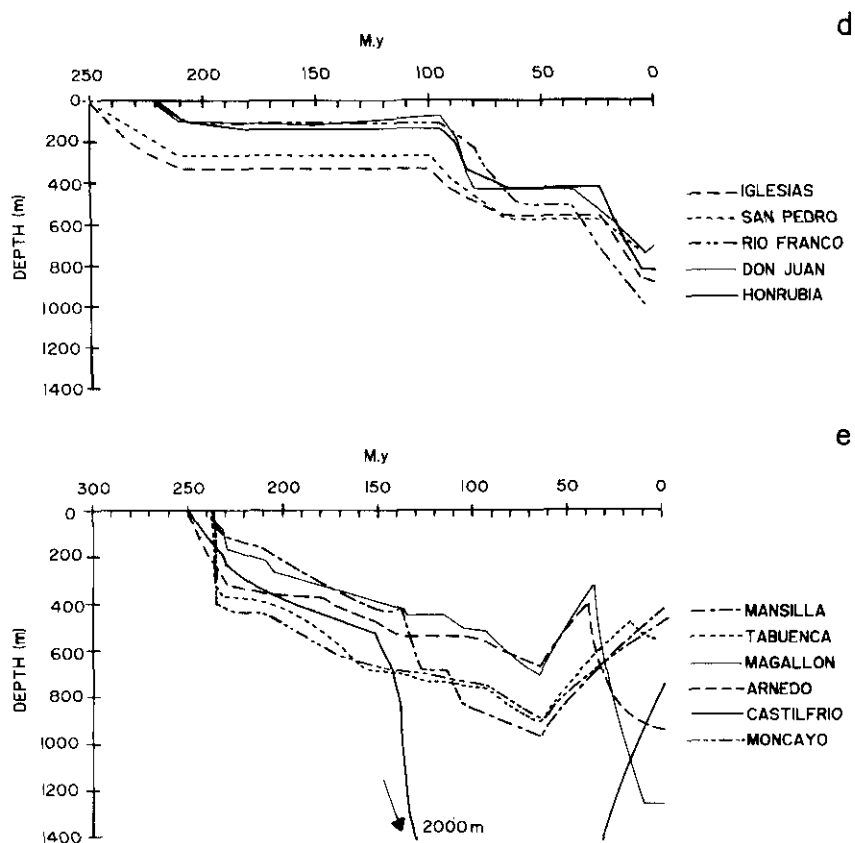 d
M.y
250 200 150 100 50 0
0
200
400
600
800
1000
1200
1400
DEPTH (m)
IGLESIAS
SAN PEDRO
RIO FRANCO
DON JUAN
HONRUBIA
e
M.y
300 250 200 150 100 50 0
0
200
400
600
800
1000
1200
1400
DEPTH (m)
2000m
MANSILLA
TABUENCA
MAGALLON
ARNEDO
CASTILFRIO
MONCAYO